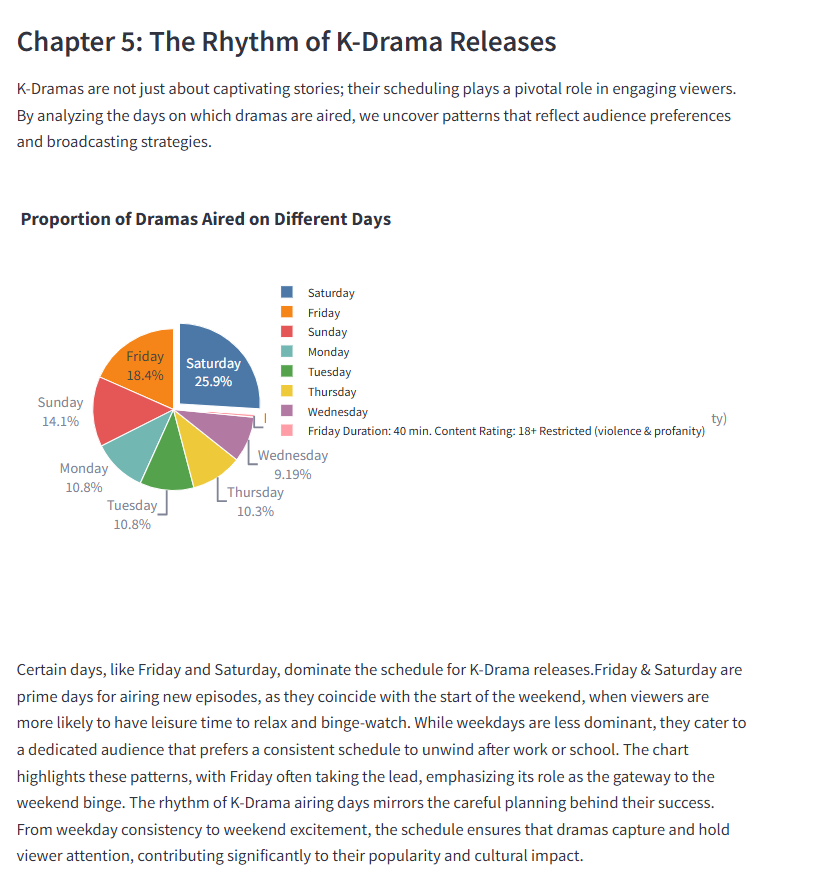 Chapter 5: The Rhythm of K-Drama Releases
K-Dramas are not just about captivating stories; their scheduling plays a pivotal role in engaging viewers.
By analyzing the days on which dramas are aired, we uncover patterns that reflect audience preferences
and broadcasting strategies.
Proportion of Dramas Aired on Different Days
Saturday
Friday
Sunday
Monday
Tuesday
Thursday
Wednesday
Friday Duration: 40 min. Content Rating: 18+ Restricted (violence & profanity)
ty)
Friday
18.4%
Saturday
25.9%
Sunday
14.1%
Monday
10.8%
Tuesday
10.8%
Thursday
10.3%
Wednesday
9.19%
Certain days, like Friday and Saturday, dominate the schedule for K-Drama releases.Friday & Saturday are
prime days for airing new episodes, as they coincide with the start of the weekend, when viewers are
more likely to have leisure time to relax and binge-watch. While weekdays are less dominant, they cater to
a dedicated audience that prefers a consistent schedule to unwind after work or school. The chart
highlights these patterns, with Friday often taking the lead, emphasizing its role as the gateway to the
weekend binge. The rhythm of K-Drama airing days mirrors the careful planning behind their success.
From weekday consistency to weekend excitement, the schedule ensures that dramas capture and hold
viewer attention, contributing significantly to their popularity and cultural impact.